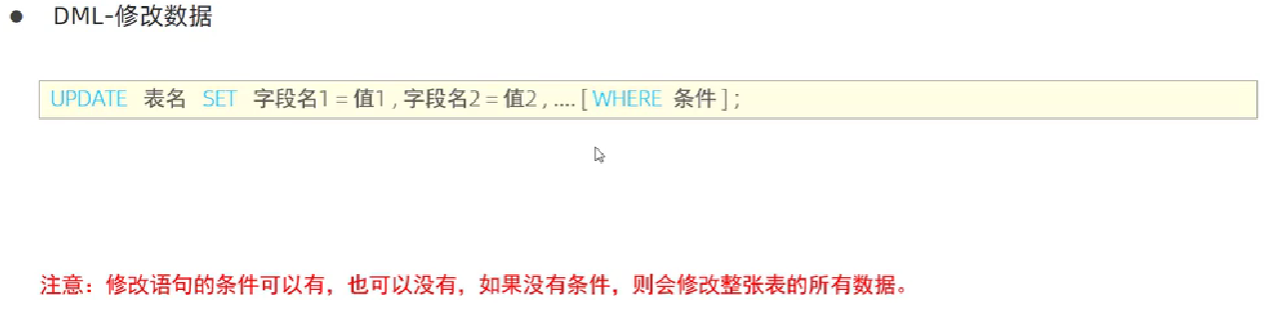 ● DML-修改数据
UPDATE 表名 SET 字段名1 = 值1 , 字段名2 = 值2 , .... [ WHERE 条件 ] ;
注意：修改语句的条件可以有，也可以没有，如果没有条件，则会修改整张表的所有数据。